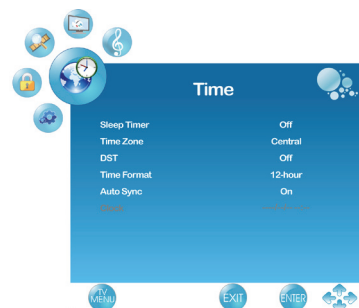 Time
Sleep Timer Off
Time Zone Central
DST Off
Time Format 12-hour
Auto Sync On
TV MENU EXIT ENTER